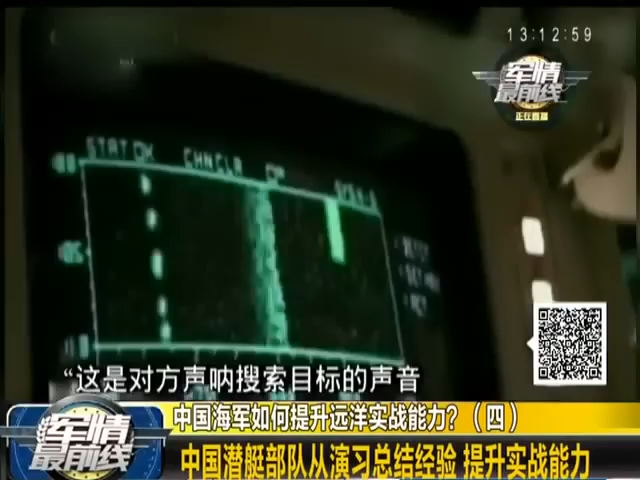 13:12:59
军情
最前线
正在直播
STAT OK CHN CLR
“这是对方声呐搜索目标的声音
中国海军如何提升远洋实战能力？（四）
军情
最前线
中国潜艇部队从演习总结经验 提升实战能力